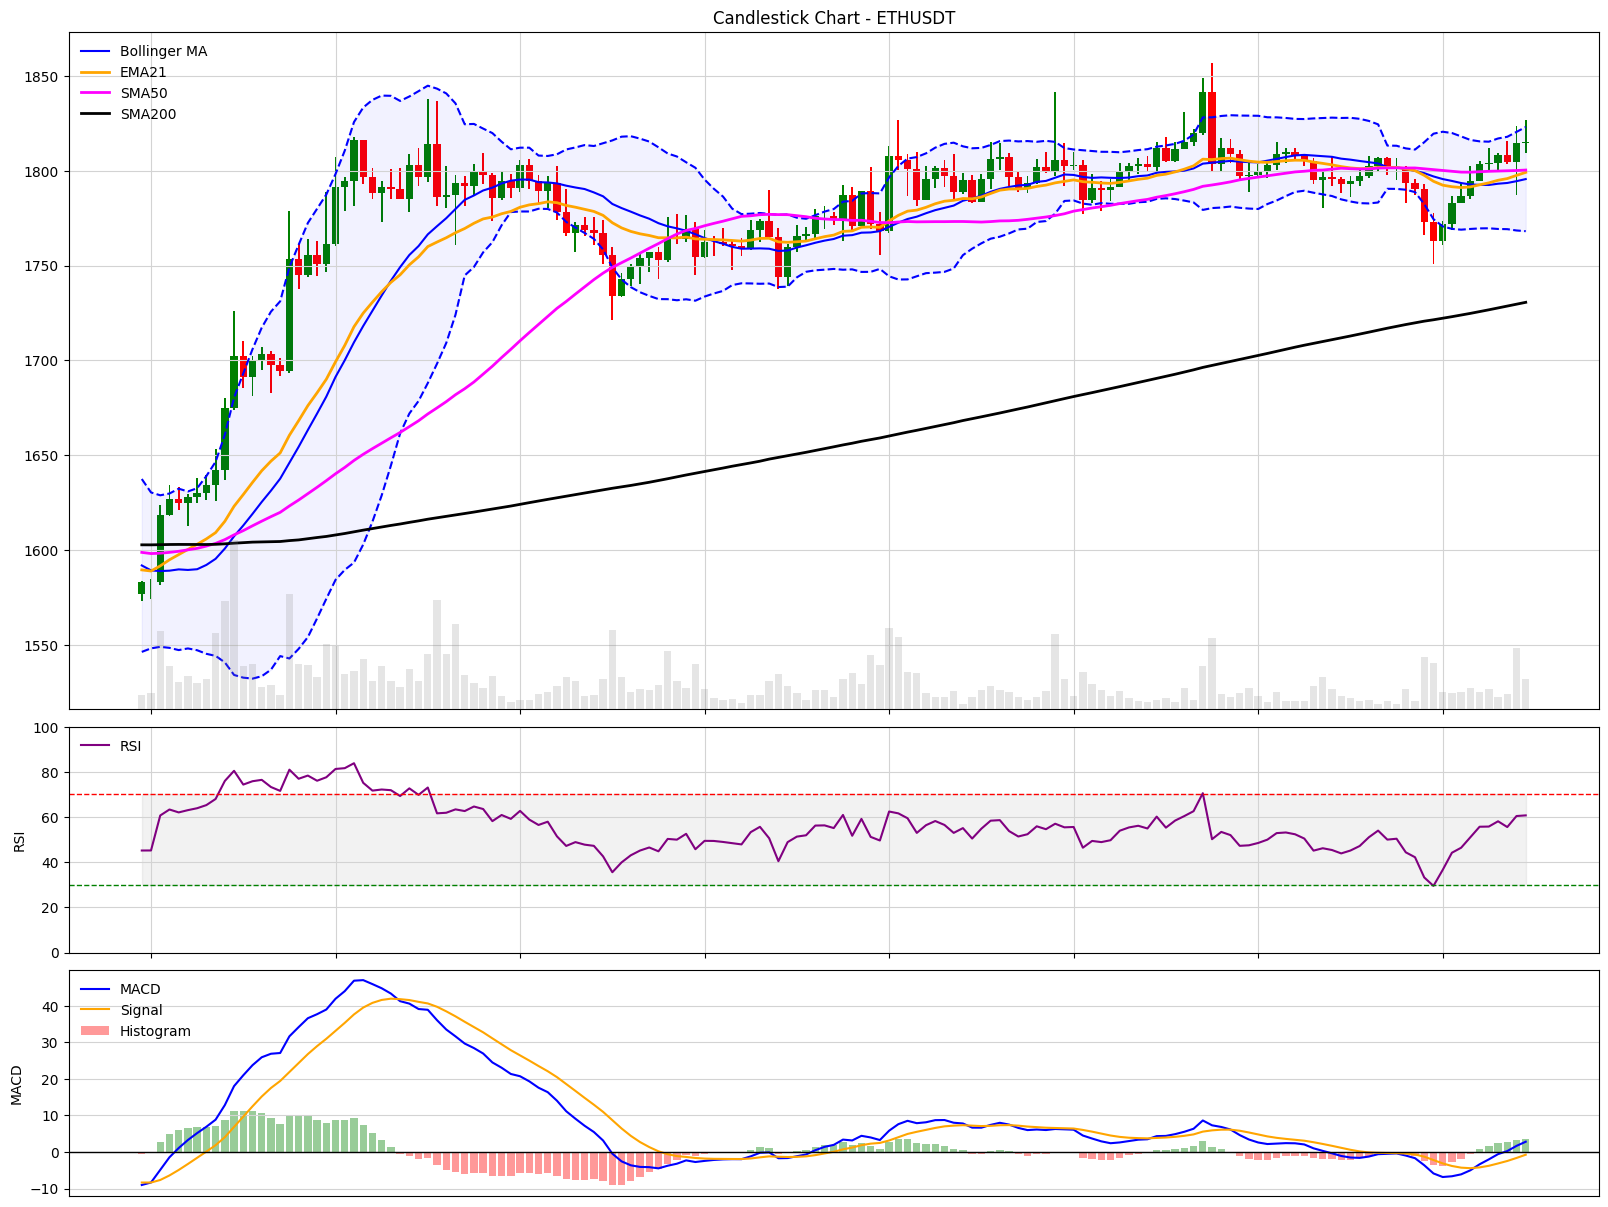 Candlestick Chart - ETHUSDT
Bollinger MA
EMA21
SMA50
SMA200
1850
1800
1750
1700
1650
1600
1550
RSI
RSI
100
80
60
40
20
0
MACD
Signal
Histogram
MACD
40
30
20
10
0
−10